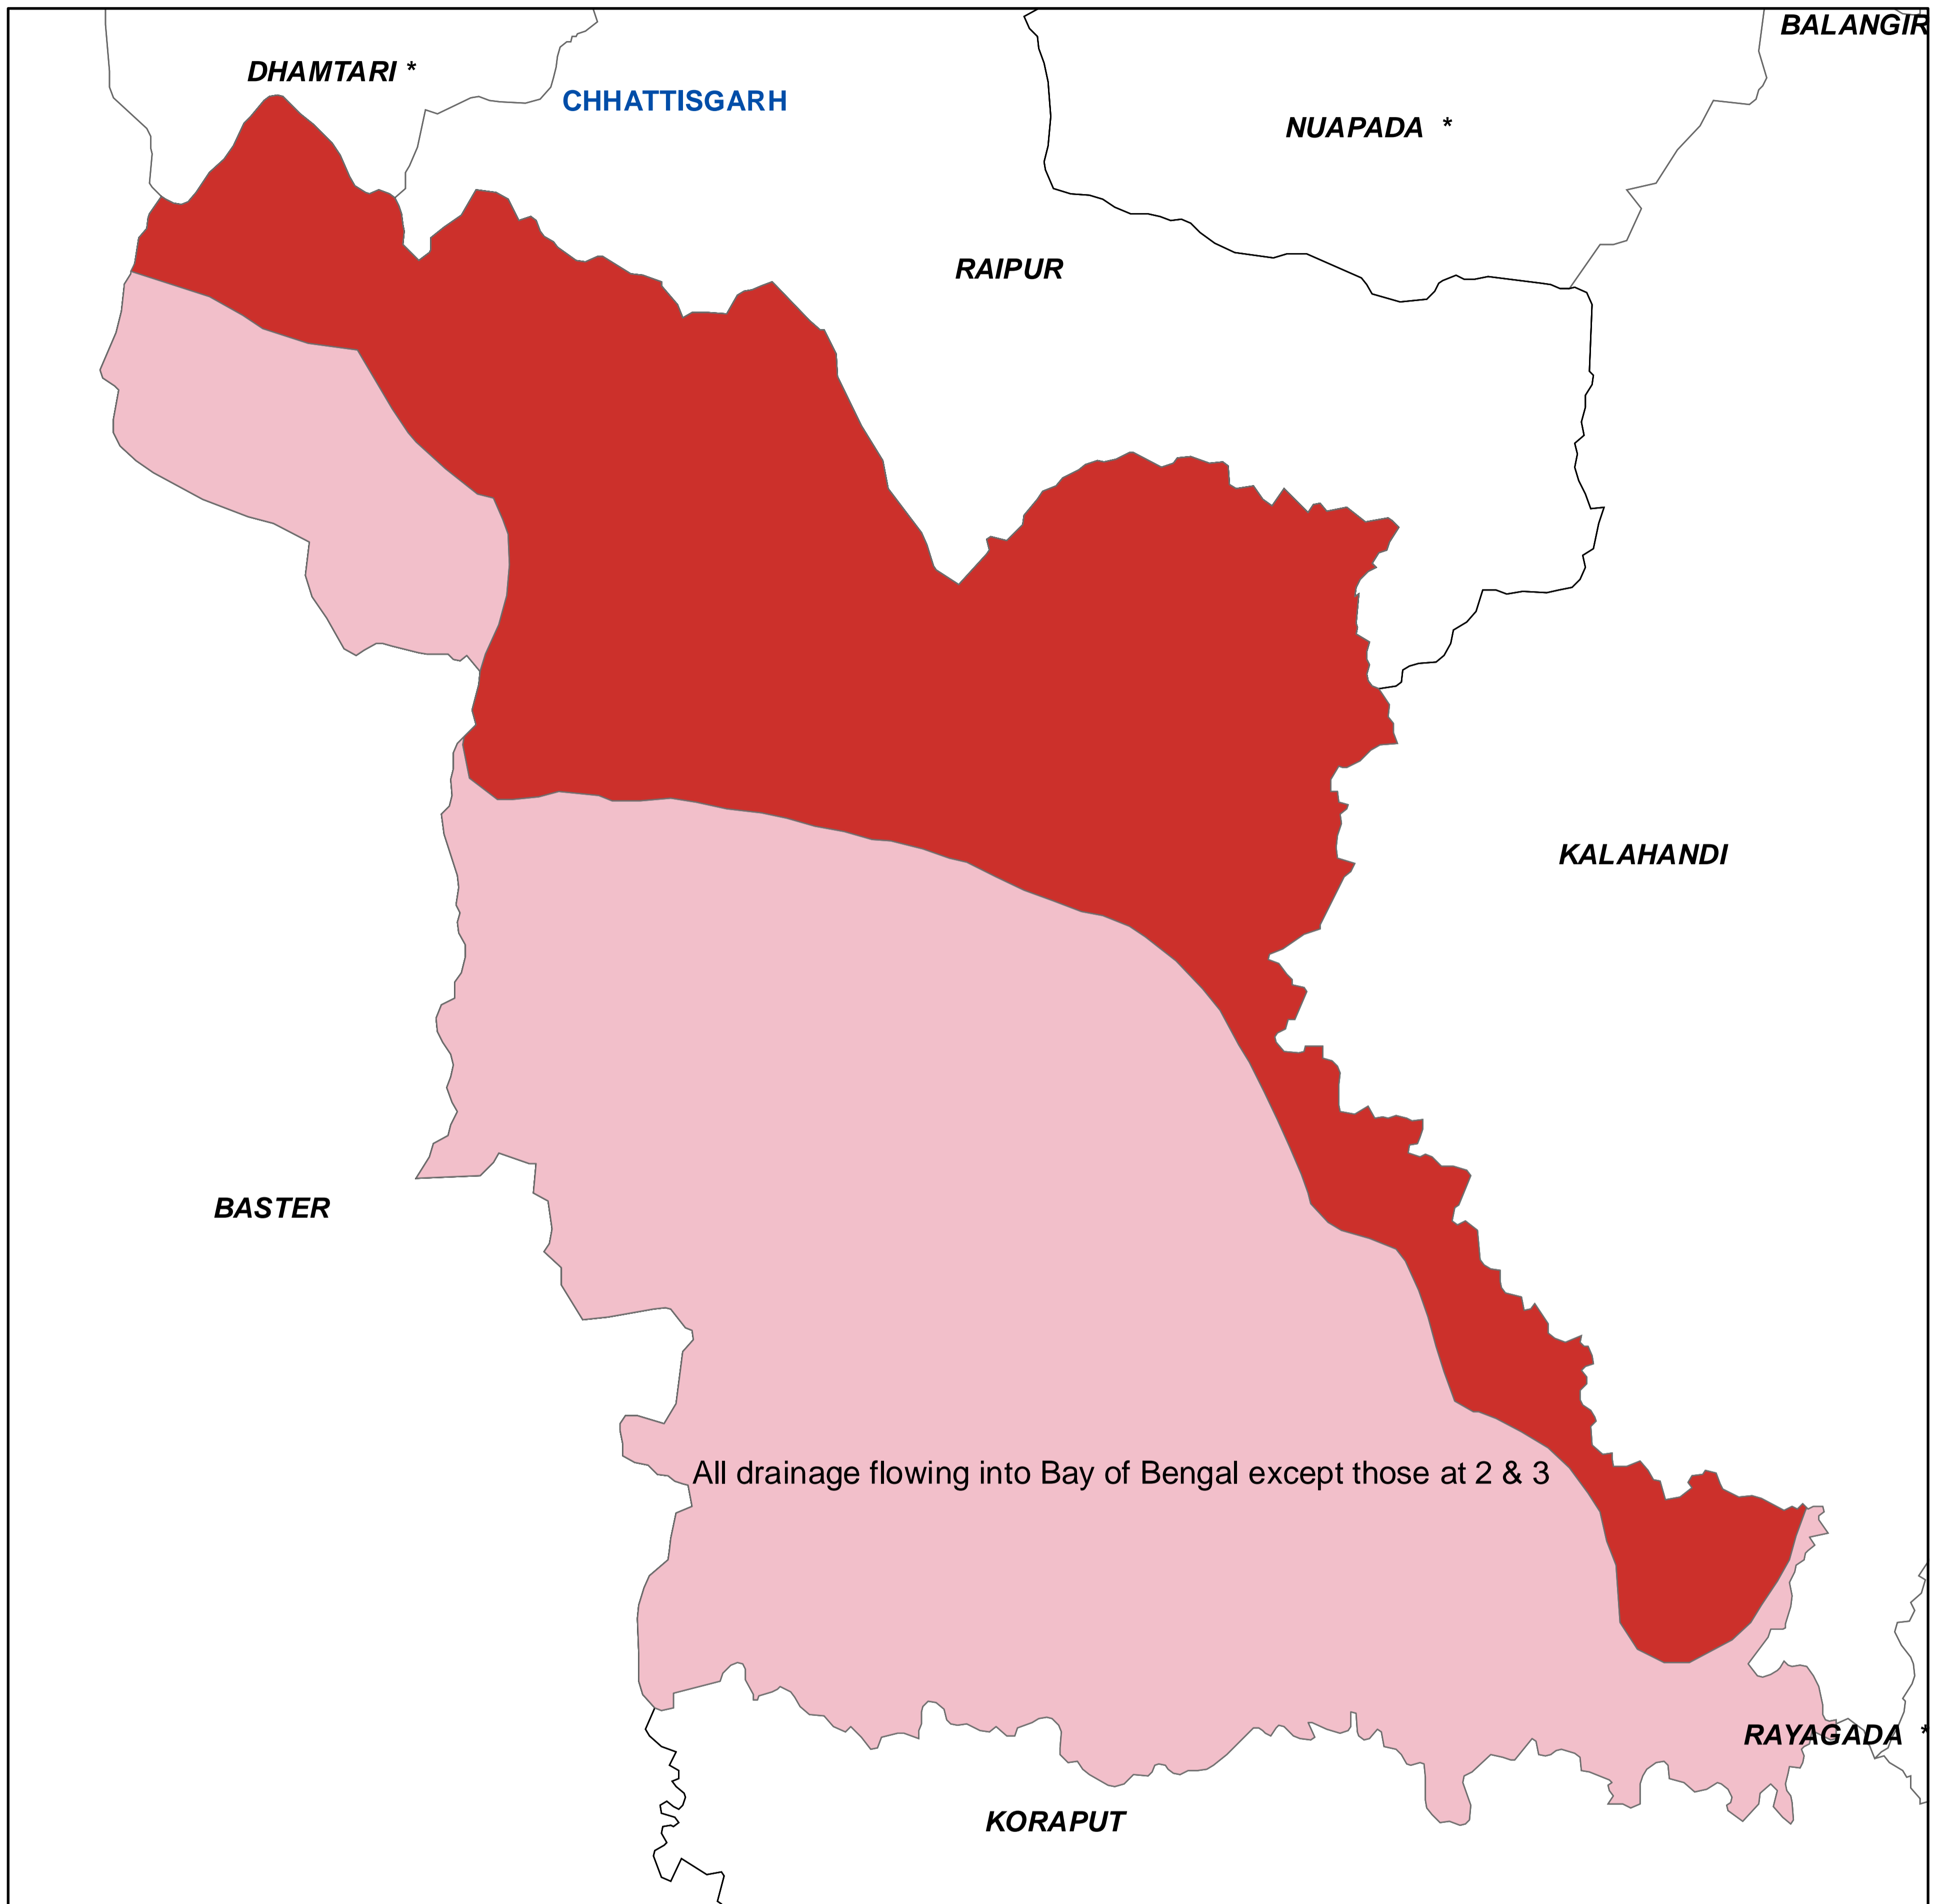 BALANGIR
DHAMTARI *
CHHATTISGARH
NUAPADA *
RAIPUR
KALAHANDI
BASTER
All drainage flowing into Bay of Bengal except those at 2 & 3
RAYAGADA *
KORAPUT